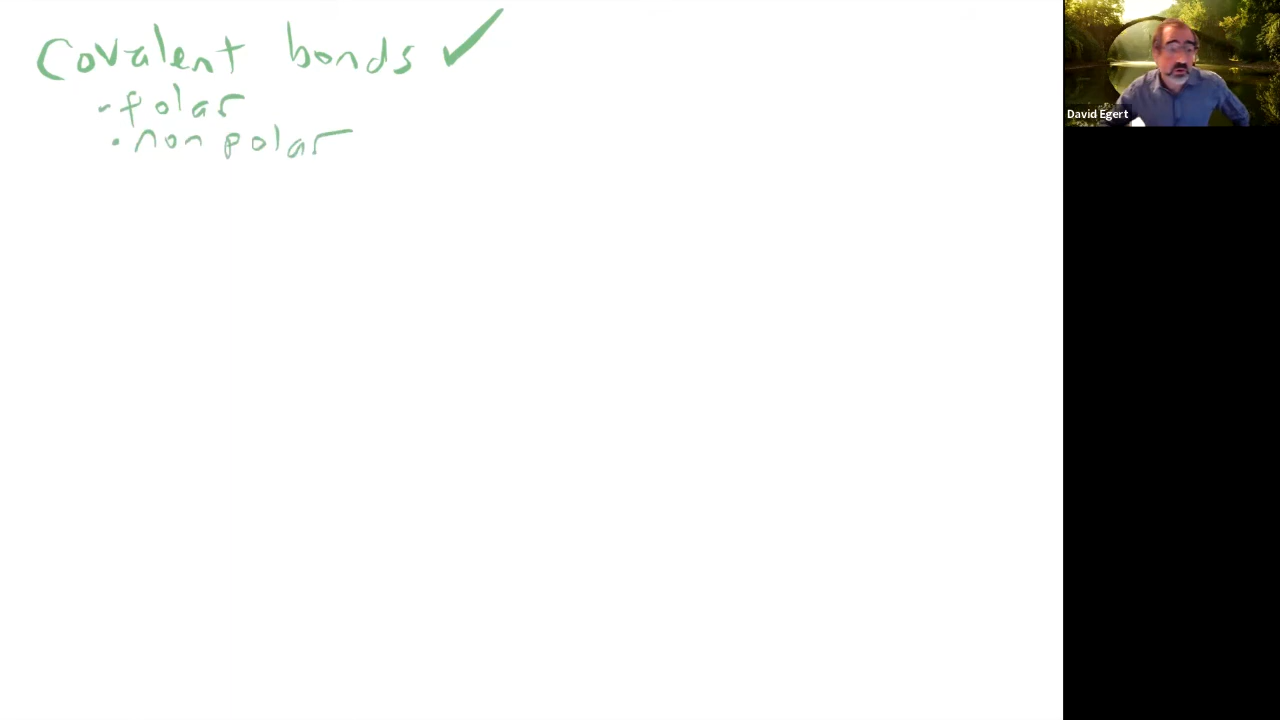 Covalent bonds ✓
- polar
• non polar
David Egert